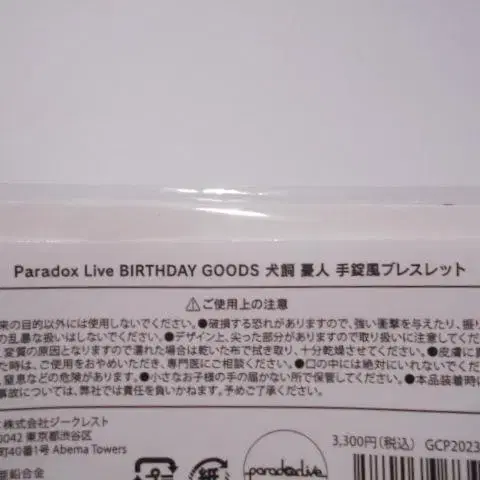 Paradox Live BIRTHDAY GOODS 犬飼 憂人 手錠風ブレスレット
⚠ご使用上の注意
来の目的以外には使用しないでください。●破損する恐れがありますので、強い衝撃を与えたり、振り
の乱暴な扱いはしないでください。●デザイン上、尖った部分がありますので取り扱いに注意してくだ
変質の原因となりますので濡れた場合は乾いた布で拭き取り、十分乾燥させてください。●皮膚に異
た時は、ご使用をおやめいただき、専門医にご相談ください。●口の中には絶対にいれないでくだ
窒息などの危険があります。●小さなお子様の手の届かない所で保管してください。●本品装着時に
事故については、弊社では責任を負いかねます。予めご了承ください。
株式会社ジークレスト
0042 東京都渋谷区
町40番1号 Abema Towers
亜鉛合金
紙
paradoxlive
3,300円(税込) GCP2023